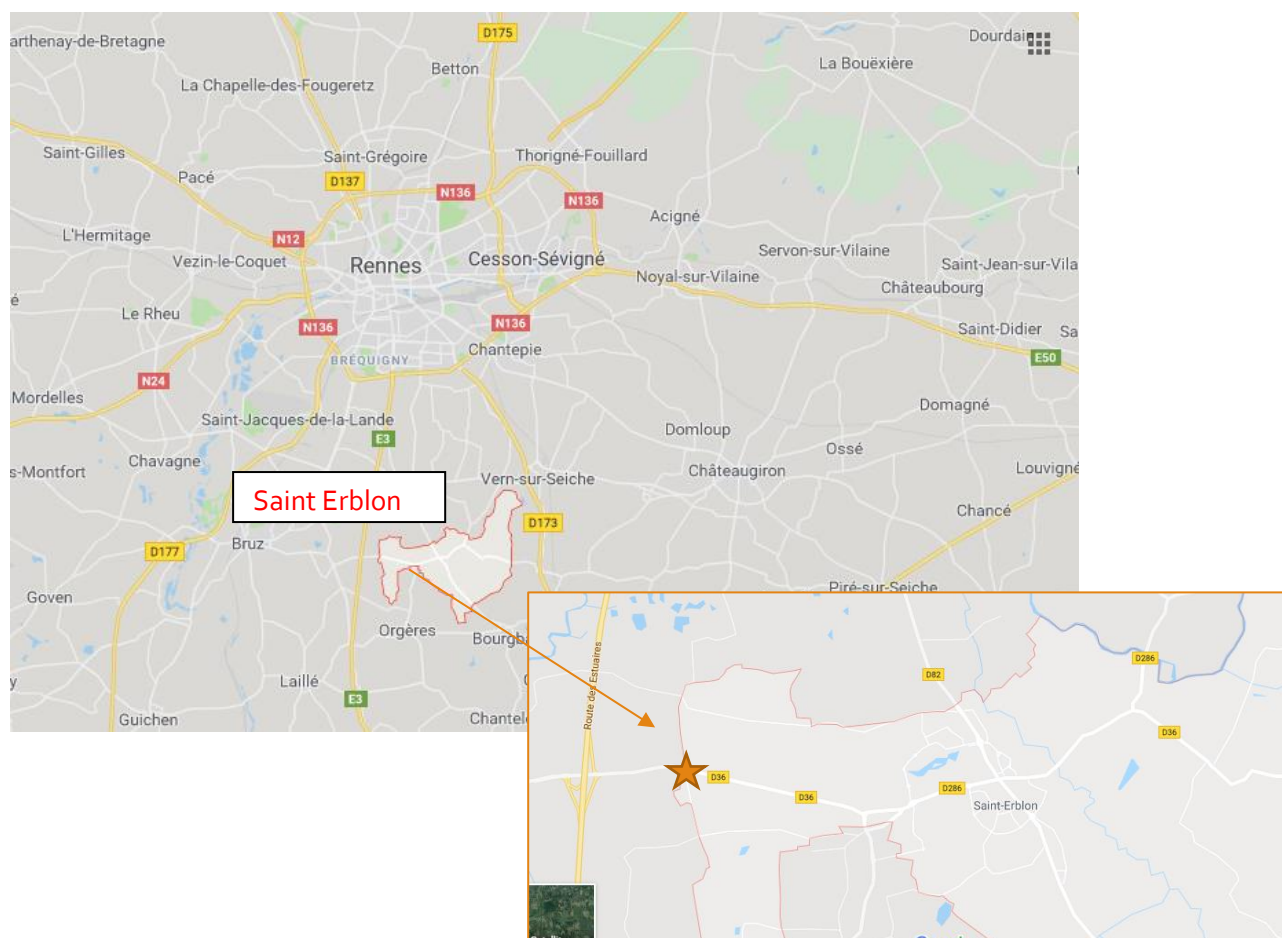 D175
Dourdain
arthenay-de-Bretagne
La Bouëxière
Betton
La Chapelle-des-Fougeretz
Saint-Gilles
Saint-Grégoire
Thorigné-Fouillard
Pacé
D137
N136
N136
Acigné
L'Hermitage
N12
Servon-sur-Vilaine
Vezin-le-Coquet
Rennes
Cesson-Sévigné
Saint-Jean-sur-Vila
Noyal-sur-Vilaine
Châteaubourg
é
Le Rheu
N136
N136
Saint-Didier
Sa
BRÉQUIGNY
Chantepie
E50
N24
Mordelles
Domagné
Saint-Jacques-de-la-Lande
Domloup
E3
Ossé
s-Montfort
Chavagne
Vern-sur-Seiche
Châteaugiron
Louvigné
Saint Erblon
Chancé
D173
D177
Bruz
Piré-sur-Seiche
Goven
Orgères
Bourgb
Route des Estuaires
D286
Laillé
D82
y
E3
Guichen
Chantel
D36
D36
D36
D286
Saint-Erblon